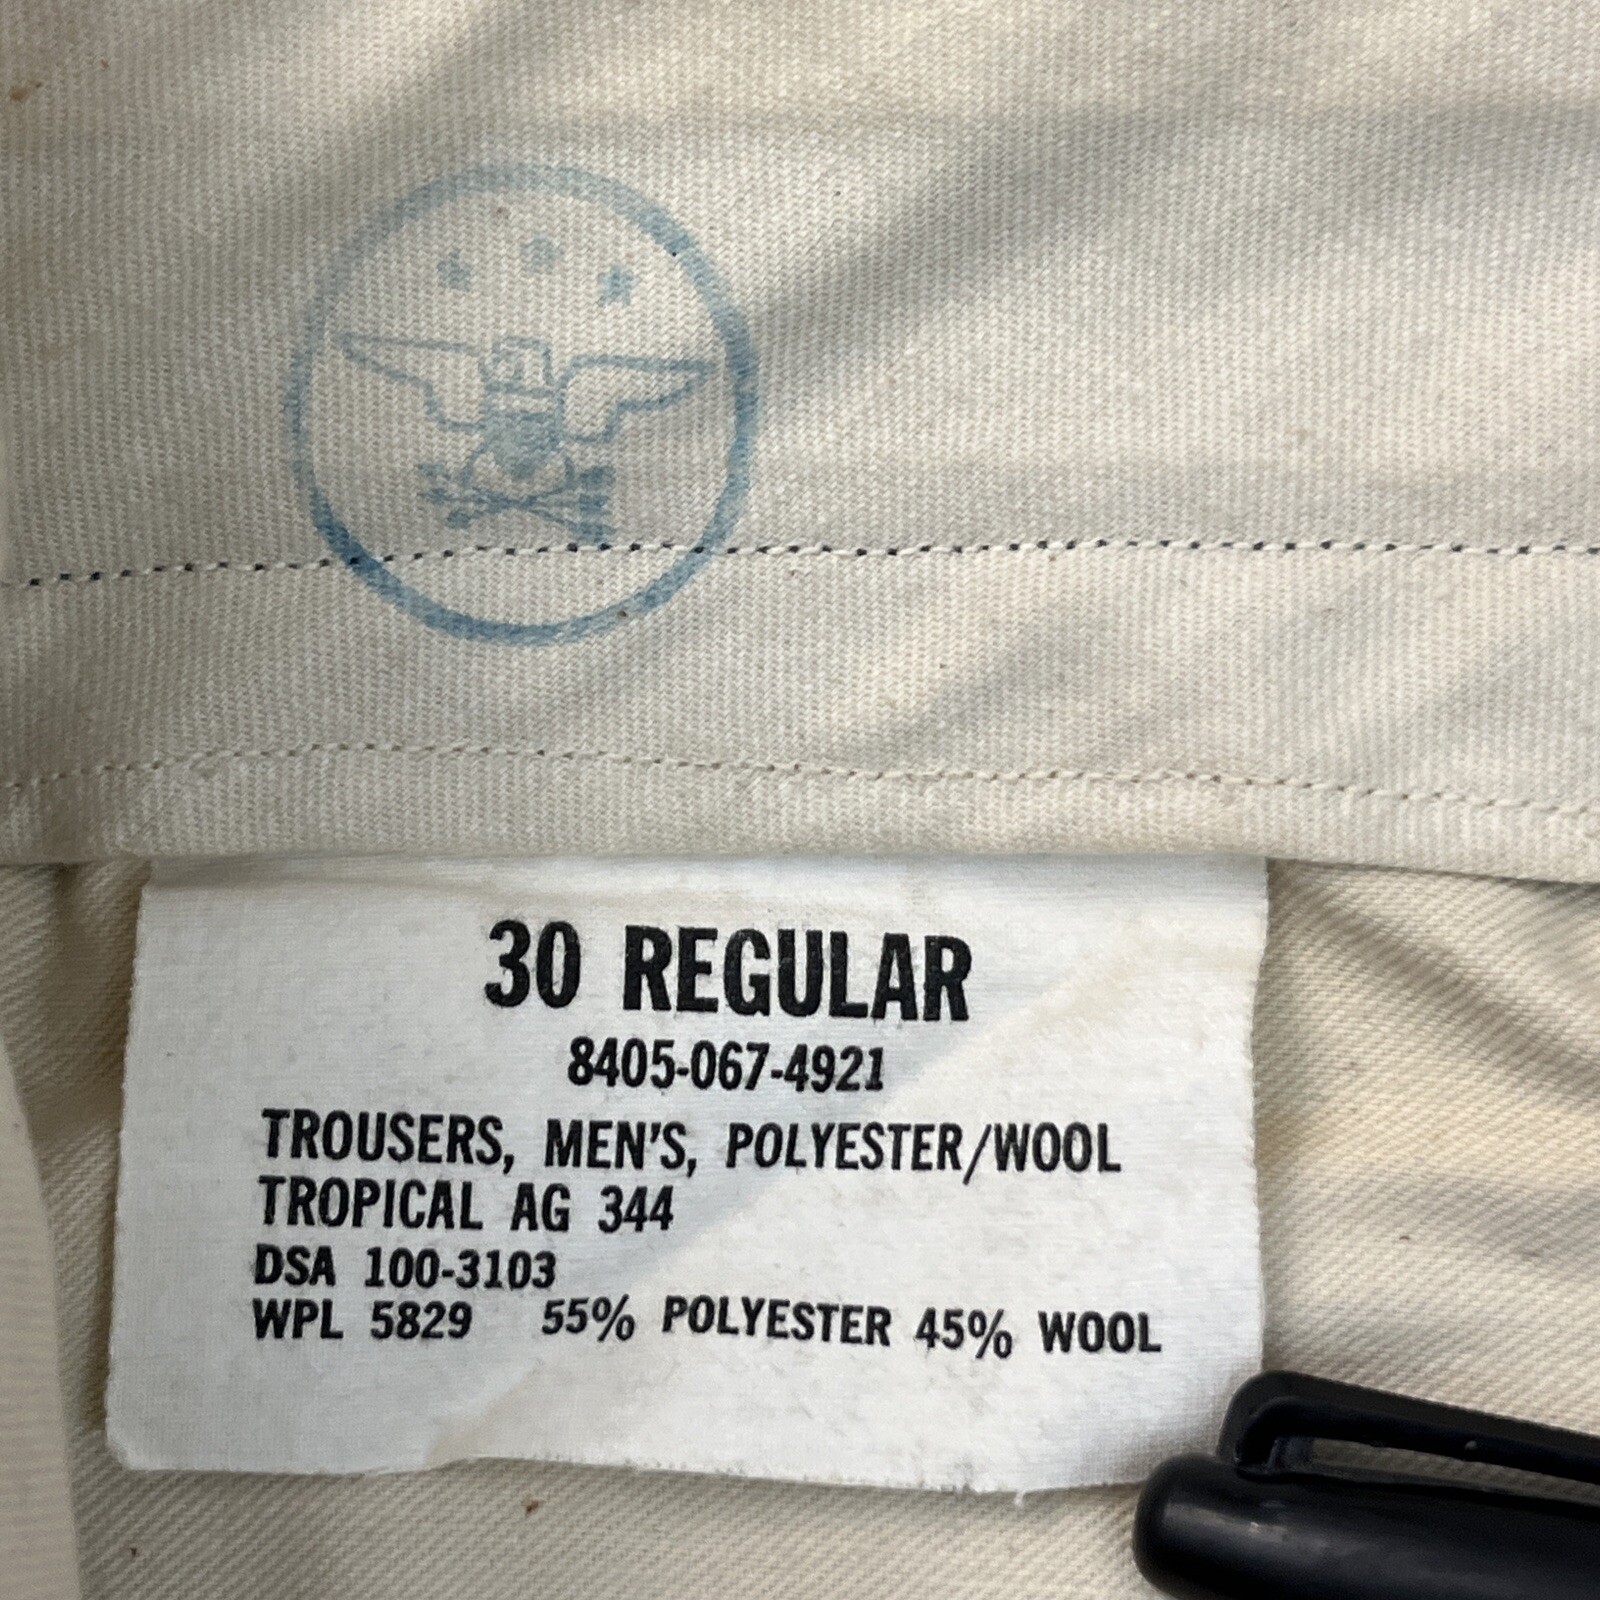 30 REGULAR
8405-067-4921
TROUSERS, MEN'S, POLYESTER/WOOL
TROPICAL AG 344
DSA 100-3103
WPL 5829 55% POLYESTER 45% WOOL